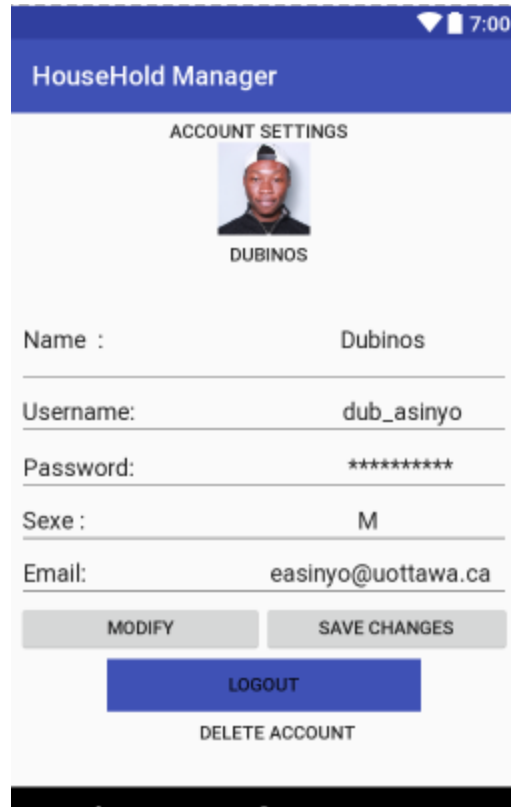 7:00
HouseHold Manager
ACCOUNT SETTINGS
DUBINOS
Name : Dubinos
Username: dub_asinyo
Password: **********
Sexe : M
Email: easinyo@uottawa.ca
MODIFY SAVE CHANGES
LOGOUT
DELETE ACCOUNT